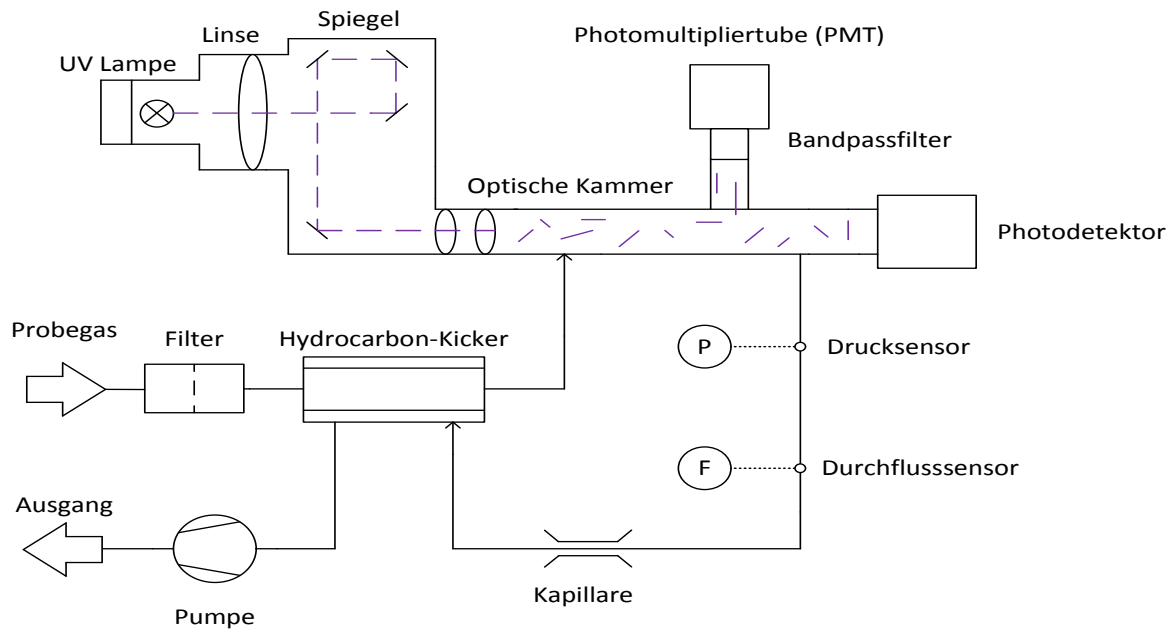 Spiegel
Linse
Photomultipliertube (PMT)
UV Lampe
Bandpassfilter
Optische Kammer
Photodetektor
Probegas
Filter
Hydrocarbon-Kicker
P
Drucksensor
F
Durchflusssensor
Ausgang
Kapillare
Pumpe